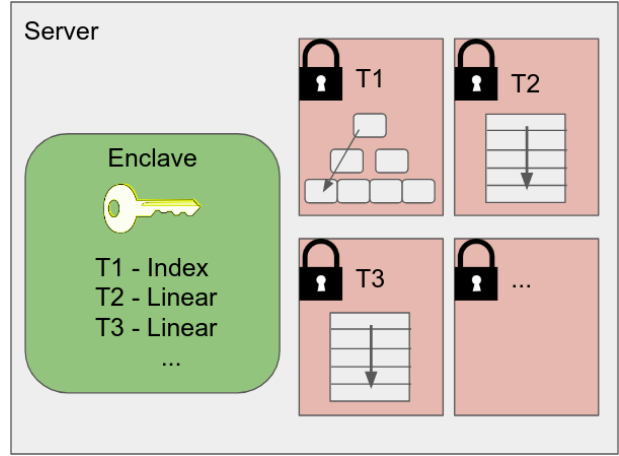 Server
T1
T2
Enclave
T1 - Index
T2 - Linear
T3 - Linear
...
T3
...